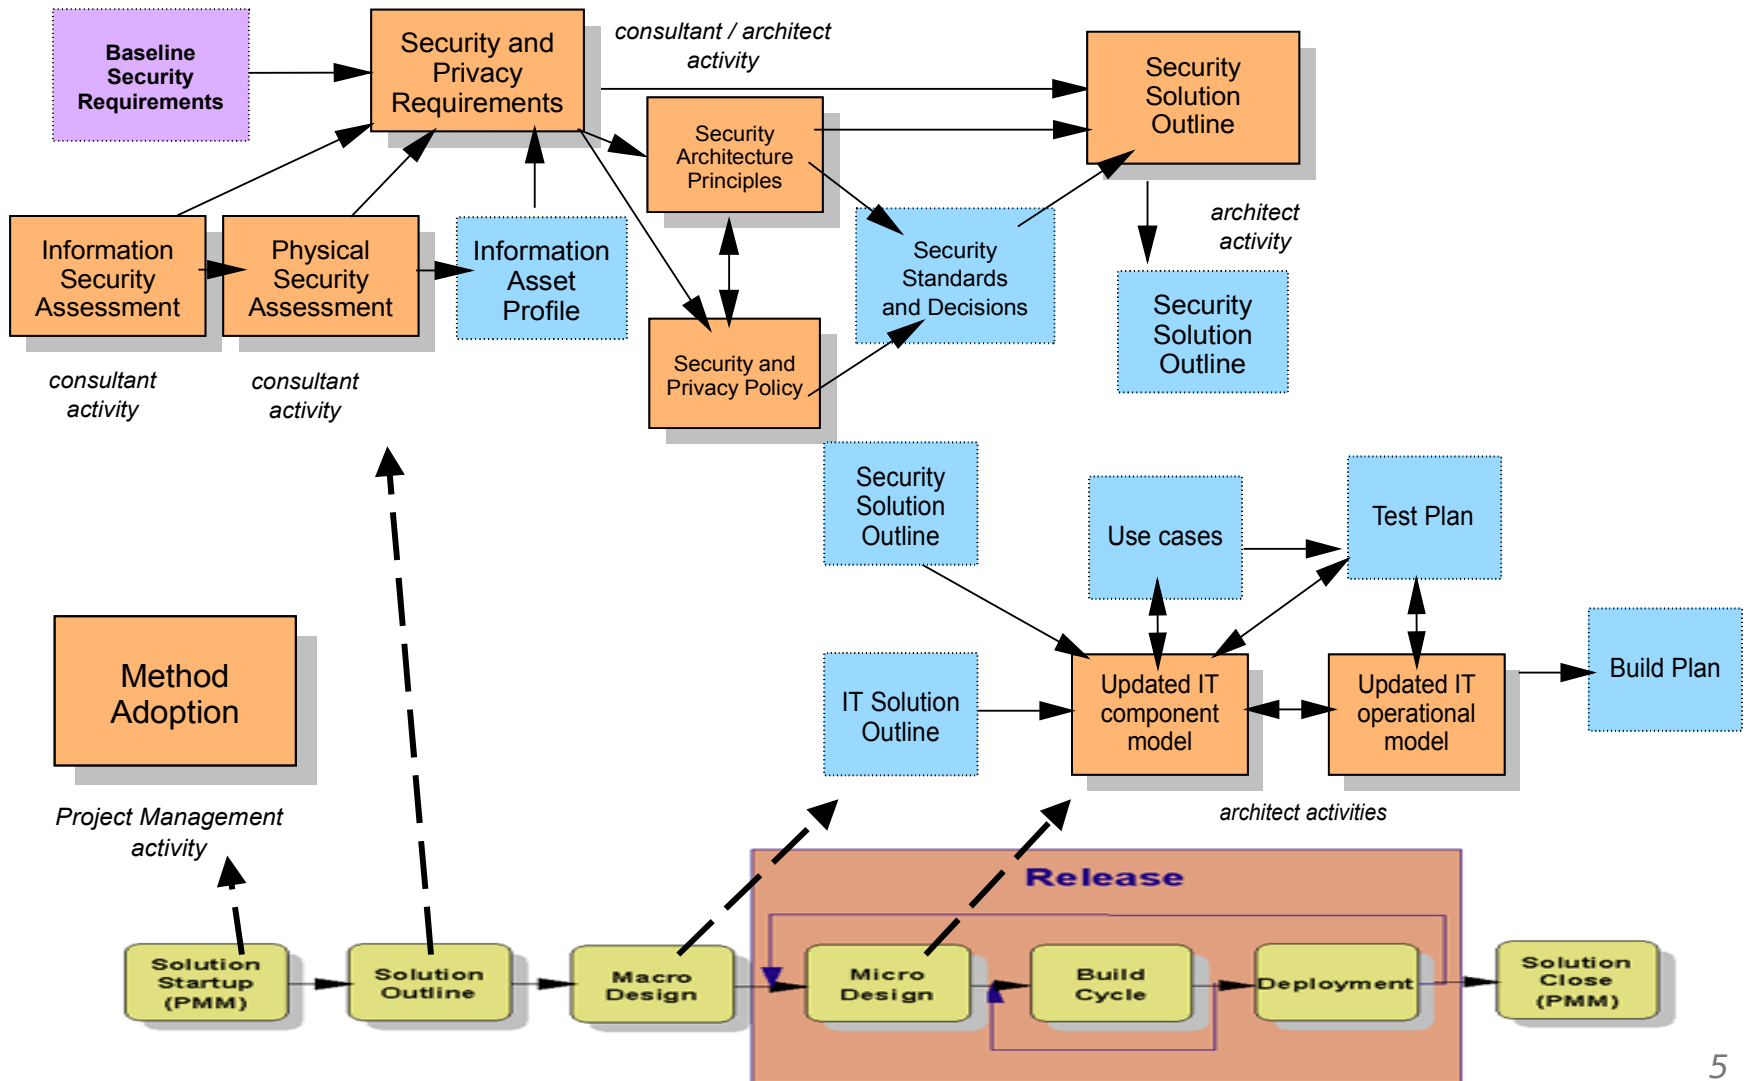 Baseline
Security
Requirements
Security and
Privacy
Requirements
consultant / architect
activity
Security
Solution
Outline
Security
Architecture
Principles
Information
Security
Assessment
Physical
Security
Assessment
Information
Asset
Profile
Security
Standards
and Decisions
architect
activity
Security
Solution
Outline
Security and
Privacy Policy
consultant
activity
consultant
activity
Security
Solution
Outline
Use cases
Test Plan
Method
Adoption
IT Solution
Outline
Updated IT
component
model
Updated IT
operational
model
Build Plan
Project Management
activity
architect activities
Release
Solution
Startup
(PMM)
Solution
Outline
Macro
Design
Micro
Design
Build
Cycle
Deployment
Solution
Close
(PMM)
5